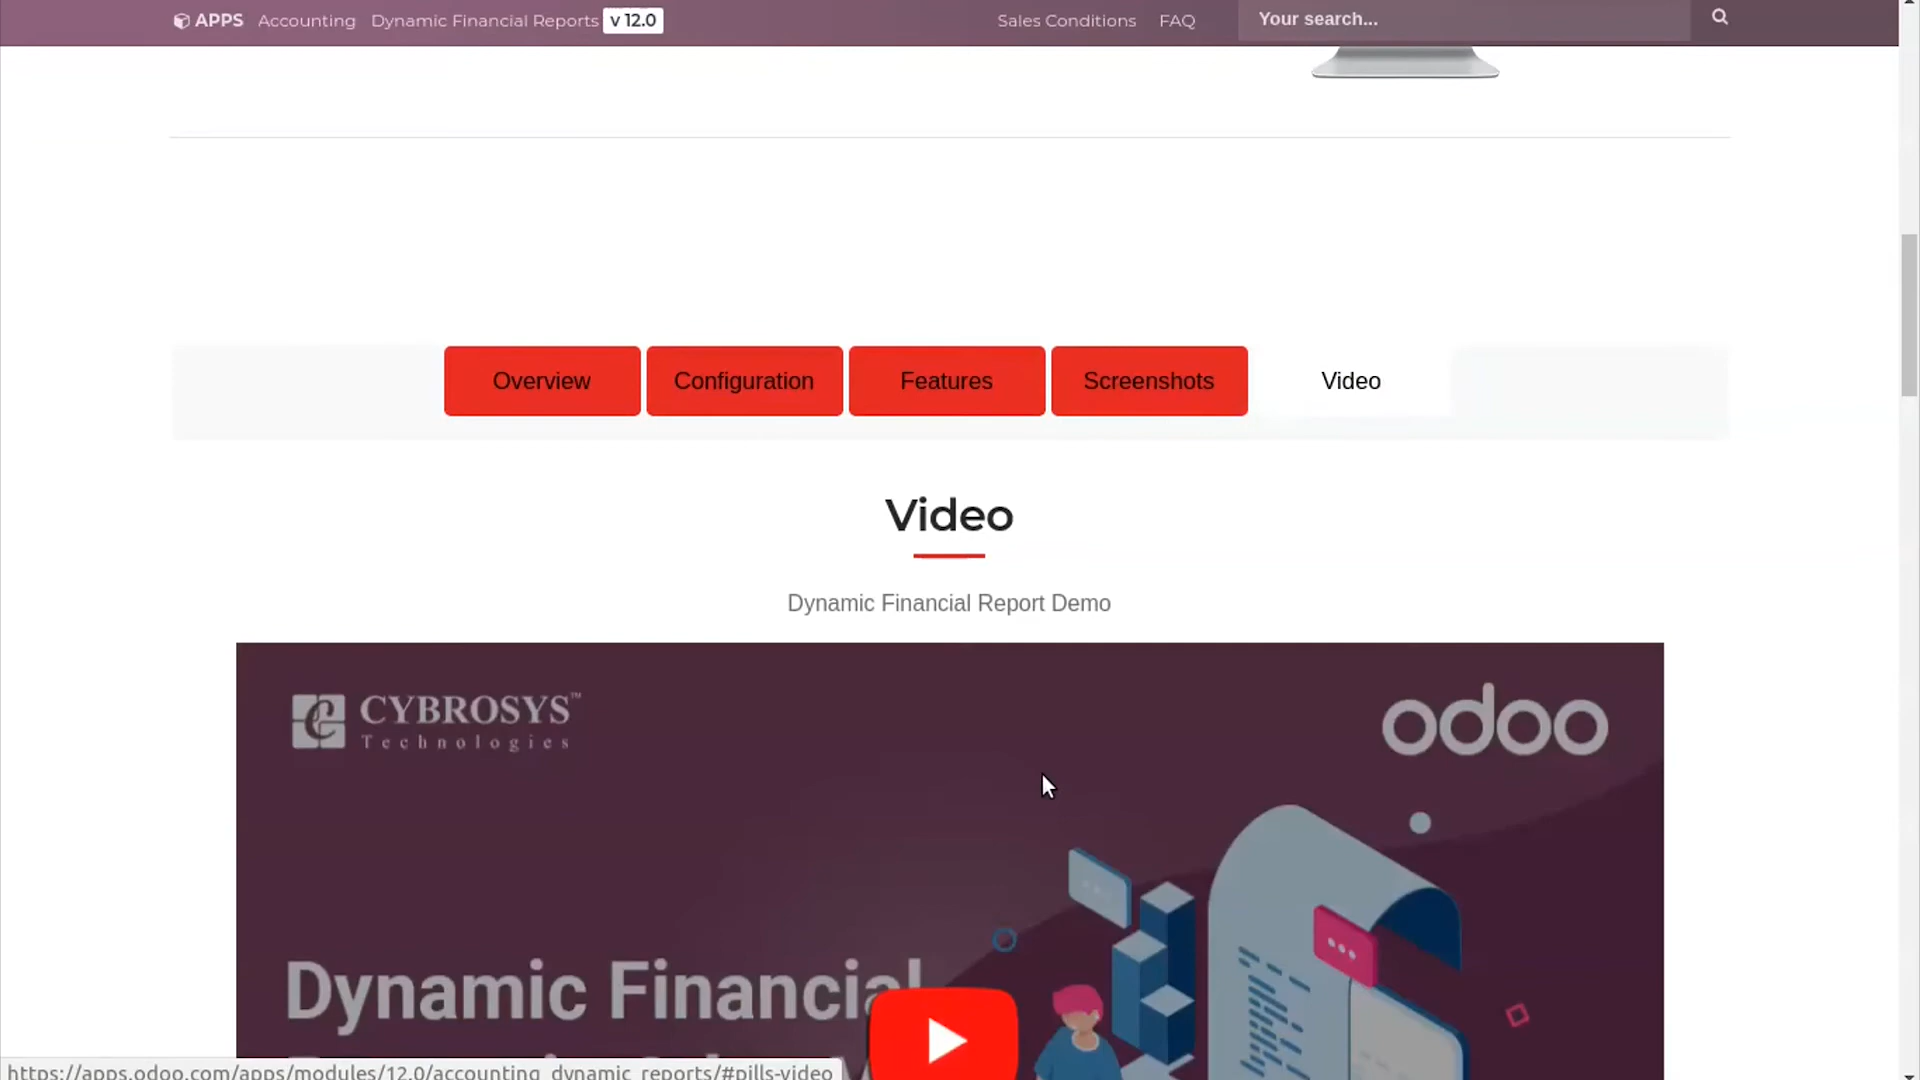 APPS Accounting Dynamic Financial Reports v 12.0 Sales Conditions FAQ Your search...
Overview Configuration Features Screenshots Video
Video
Dynamic Financial Report Demo
CYBROSYS™
Technologies
odoo
Dynamic Financial
https://apps.odoo.com/apps/modules/12.0/accounting_dynamic_reports/#pills-video